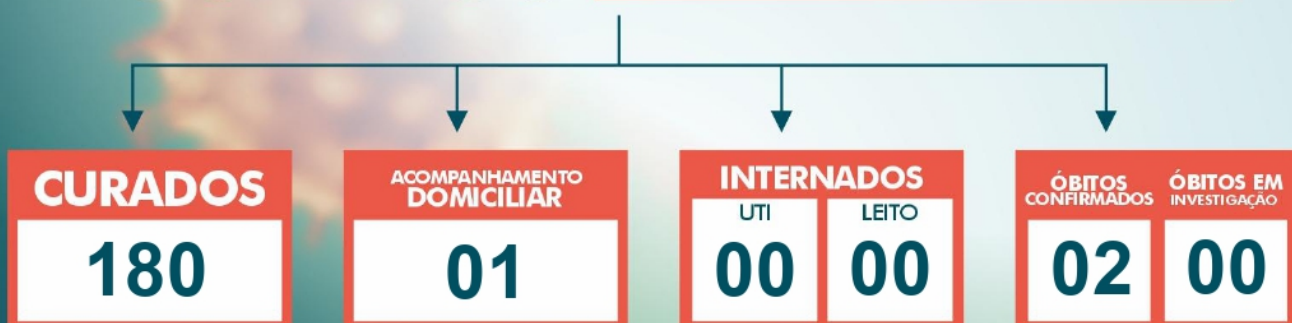 CURADOS
180
ACOMPANHAMENTO
DOMICILIAR
01
INTERNADOS
UTI
00
LEITO
00
ÓBITOS
CONFIRMADOS
02
ÓBITOS EM
INVESTIGAÇÃO
00